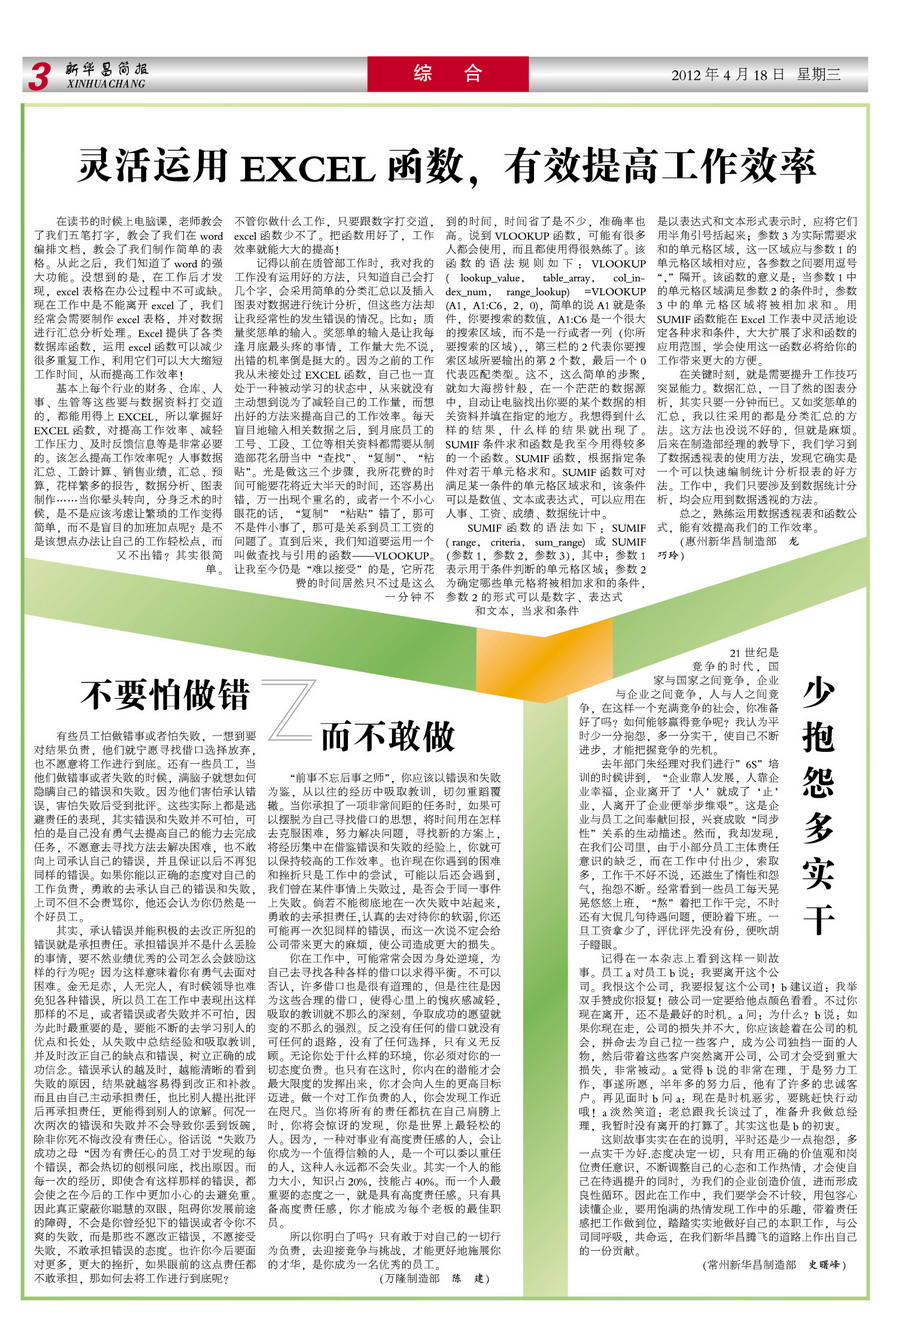 3
新华昌简报
XINHUACHANG
综 合
2012 年 4 月 18 日 星期三
灵活运用 EXCEL 函数，有效提高工作效率
在读书的时候上电脑课，老师教会
了我们五笔打字，教会了我们在 word
编排文档，教会了我们制作简单的表
格。从此之后，我们知道了 word 的强
大功能。没想到的是，在工作后才发
现，excel 表格在办公过程中不可或缺。
现在工作中是不能离开 excel 了，我们
经常会需要制作 excel 表格，并对数据
进行汇总分析处理。Excel 提供了各类
数据库函数，运用 excel 函数可以减少
很多重复工作，利用它们可以大大缩短
工作时间，从而提高工作效率！
基本上每个行业的财务、仓库、人
事、生管等这些要与数据资料打交道
的，都能用得上 EXCEL，所以掌握好
EXCEL 函数，对提高工作效率、减轻
工作压力、及时反馈信息等是非常必要
的。该怎么提高工作效率呢？人事数据
汇总、工龄计算、销售业绩，汇总、预
算，花样繁多的报告，数据分析、图表
制作……当你晕头转向，分身乏术的时
候，是不是应该考虑让繁琐的工作变得
简单，而不是盲目的加班加点呢？是不
是该想点办法让自己的工作轻松点，而
又不出错？其实很简
单。
不管你做什么工作，只要跟数字打交道，
excel 函数少不了。把函数用好了，工作
效率就能大大的提高！
记得以前在质管部工作时，我对我的
工作没有运用好的方法，只知道自己会打
几个字，会采用简单的分类汇总以及插入
图表对数据进行统计分析，但这些方法却
让我经常性的发生错误的情况。比如：质
量奖惩单的输入。奖惩单的输入是让我每
逢月底最头疼的事情，工作量大先不说，
出错的机率倒是挺大的。因为之前的工作
我从未接处过 EXCEL 函数，自己也一直
处于一种被动学习的状态中，从来就没有
主动想到说为了减轻自己的工作量，而想
出好的方法来提高自己的工作效率。每天
盲目地输入相关数据之后，到月底员工的
工号、工段、工位等相关资料都需要从制
造部花名册当中“查找”、“复制”、“粘
贴”。光是做这三个步骤，我所花费的时
间可能要花将近大半天的时间，还容易出
错，万一出现个重名的，或者一个不小心
眼花的话，“复制”“粘贴”错了，那可
不是件小事了，那可是关系到员工工资的
问题了。直到后来，我们知道要运用一个
叫做查找与引用的函数——VLOOKUP。
让我至今仍是“难以接受”的是，它所花
费的时间居然只不过是这么
一分钟不
到的时间，时间省了是不少，准确率也
高。说到 VLOOKUP 函数，可能有很多
人都会使用，而且都使用得很熟练了。该
函数的语法规则如下：VLOOKUP
( lookup_value, table_array, col_in-
dex_num, range_lookup) =VLOOKUP
(A1，A1:C6，2，0)，简单的说 A1 就是条
件，你要搜索的数值，A1:C6 是一个很大
的搜索区域，而不是一行或者一列（你所
要搜索的区域），，第三栏的 2 代表你要搜
索区域所要输出的第 2 个数，最后一个 0
代表匹配类型。这不，这么简单的步聚，
就如大海捞针般，在一个茫茫的数据源
中，自动让电脑找出你要的某个数据的相
关资料并填在指定的地方。我想得到什么
样的结果，什么样的结果就出现了。
SUMIF 条件求和函数是我至今用得较多
的一个函数。SUMIF 函数，根据指定条
件对若干单元格求和。SUMIF 函数可对
满足某一条件的单元格区域求和，该条件
可以是数值、文本或表达式，可以应用在
人事、工资、成绩、数据统计中。
SUMIF 函数的语法如下：SUMIF
( range，criteria，sum_range) 或 SUMIF
(参数 1，参数 2，参数 3)，其中：参数 1
表示用于条件判断的单元格区域；参数 2
为确定哪些单元格将被相加求和的条件，
参数 2 的形式可以是数字、表达式
和文本，当求和条件
是以表达式和文本形式表示时，应将它们
用半角引号括起来；参数 3 为实际需要求
和的单元格区域，这一区域应与参数 1 的
单元格区域相对应，各参数之间要用逗号
“，”隔开。该函数的意义是：当参数 1 中
的单元格区域满足参数 2 的条件时，参数
3 中的单元格区域将被相加求和。用
SUMIF 函数能在 Excel 工作表中灵活地设
定各种求和条件，大大扩展了求和函数的
应用范围，学会使用这一函数必将给你的
工作带来更大的方便。
在关键时刻，就是需要提升工作技巧
突显能力。数据汇总，一目了然的图表分
析，其实只要一分钟而已。又如奖惩单的
汇总，我以往采用的都是分类汇总的方
法。这方法也没说不好的，但就是麻烦。
后来在制造部经理的教导下，我们学习到
了数据透视表的使用方法，发现它确实是
一个可以快速编制统计分析报表的好方
法。工作中，我们只要涉及到数据统计分
析，均会应用到数据透视的方法。
总之，熟练运用数据透视表和函数公
式，能有效提高我们的工作效率。
（惠州新华昌制造部 龙
巧玲）
不要怕做错
而不敢做
有些员工怕做错事或者怕失败，一想到要
对结果负责，他们就宁愿寻找借口选择放弃，
也不愿意将工作进行到底。还有一些员工，当
他们做错事或者失败的时候，满脑子就想如何
隐瞒自己的错误和失败。因为他们害怕承认错
误，害怕失败后受到批评。这些实际上都是逃
避责任的表现，其实错误和失败并不可怕，可
怕的是自己没有勇气去提高自己的能力去完成
任务，不愿意去寻找方法去解决困难，也不敢
向上司承认自己的错误，并且保证以后不再犯
同样的错误。如果你能以正确的态度对自己的
工作负责，勇敢的去承认自己的错误和失败，
上司不但不会责骂你，他还会认为你仍然是一
个好员工。
其实，承认错误并能积极的去改正所犯的
错误就是承担责任。承担错误并不是什么丢脸
的事情，要不然业绩优秀的公司怎么会鼓励这
样的行为呢？因为这样意味着你有勇气去面对
困难。金无足赤，人无完人，有时候领导也难
免犯各种错误，所以员工在工作中表现出这样
那样的不足，或者错误或者失败并不可怕，因
为此时最重要的是，要能不断的去学习别人的
优点和长处，从失败中总结经验和吸取教训，
并及时改正自己的缺点和错误，树立正确的成
功信念。错误承认的越及时，越能清晰的看到
失败的原因，结果就越容易得到改正和补救。
而且由自己主动承担责任，也比别人提出批评
后再承担责任，更能得到别人的谅解。何况一
次两次的错误和失败并不会导致你丢到饭碗，
除非你死不悔改没有责任心。俗话说“失败乃
成功之母“因为有责任心的员工对于发现的每
个错误，都会热切的刨根问底，找出原因。而
每一次的经历，即使含有这样那样的错误，都
会使之在今后的工作中更加小心的去避免重。
因此真正蒙蔽你聪慧的双眼，阻碍你发展前途
的障碍，不会是你曾经犯下的错误或者令你不
爽的失败，而是那些不愿改正错误，不愿接受
失败，不敢承担错误的态度。也许你今后要面
对更多，更大的挫折，如果眼前的这点责任都
不敢承担，那如何去将工作进行到底呢？
“前事不忘后事之师”，你应该以错误和失败
为鉴，从以往的经历中吸取教训，切勿重蹈覆
辙。当你承担了一项非常间距的任务时，如果可
以摆脱为自己寻找借口的思想，将时间用在怎样
去克服困难，努力解决问题，寻找新的方案上，
将经历集中在借鉴错误和失败的经验上，你就可
以保持较高的工作效率。也许现在你遇到的困难
和挫折只是工作中的尝试，可能以后还会遇到，
我们曾在某件事情上失败过，是否会于同一事件
上失败。倘若不能彻底地在一次失败中站起来，
勇敢的去承担责任，认真的去对待你的软弱，你还
可能再一次犯同样的错误，而这一次说不定会给
公司带来更大的麻烦，使公司造成更大的损失。
你在工作中，可能常常会因为身处逆境，为
自己去寻找各种各样的借口以求得平衡。不可以
否认，许多借口也是很有道理的，但是往往是因
为这些合理的借口，使得心里上的愧疚感减轻，
吸取的教训就不那么的深刻，争取成功的愿望就
变的不那么的强烈。反之没有任何的借口就没有
可任何的退路，没有了任何选择，只有义无反
顾。无论你处于什么样的环境，你必须对你的一
切态度负责。也只有在这时，你内在的潜能才会
最大限度的发挥出来，你才会向人生的更高目标
迈进。做一个对工作负责的人，你会发现工作近
在咫尺。当你将所有的责任都抗在自己肩膀上
时，你将会惊讶的发现，你是世界上最轻松的
人。因为，一种对事业有高度责任感的人，会让
你成为一个值得信赖的人，是一个可以委以重任
的人，这种人永远都不会失业。其实一个人的能
力大小，知识占 20%，技能占 40%。而一个人最
重要的态度之一，就是具有高度责任感。只有具
备高度责任感，你才能成为每个老板的最佳职
员。
所以你明白了吗？只有敢于对自己的一切行
为负责，去迎接竞争与挑战，才能更好地施展你
的才华，是你成为一名优秀的员工。
（万隆制造部 陈 建）
少抱怨多实干
21 世纪是
竞争的时代，国
家与国家之间竞争，企业
与企业之间竞争，人与人之间竞
争，在这样一个充满竞争的社会，你准备
好了吗？如何能够赢得竞争呢？我认为平
时少一分抱怨，多一分实干，使自己不断
进步，才能把握竞争的先机。
去年部门朱经理对我们进行”6S”培
训的时候讲到，“企业靠人发展，人靠企
业幸福，企业离开了‘人’就成了‘止’
业，人离开了企业便举步维艰”。这是企
业与员工之间奉献回报，兴衰成败“同步
性”关系的生动描述。然而，我却发现，
在我们公司里，由于小部分员工主体责任
意识的缺乏，而在工作中付出少，索取
多，工作干不好不说，还滋生了惰性和怨
气，抱怨不断。经常看到一些员工每天晃
晃悠悠上班，“熬”着把工作干完，不时
还有大侃几句待遇问题，便盼着下班。一
旦工资拿少了，评优评先没有份，便吹胡
子瞪眼。
记得在一本杂志上看到这样一则故
事。员工 a 对员工 b 说：我要离开这个公
司。我恨这个公司，我要报复这个公司！b 建议道：我举
双手赞成你报复！破公司一定要给他点颜色看看。不过你
现在离开，还不是最好的时机。a 问：为什么？b 说：如
果你现在走，公司的损失并不大，你应该趁着在公司的机
会，拼命去为自己拉一些客户，成为公司独挡一面的人
物，然后带着这些客户突然离开公司，公司才会受到重大
损失，非常被动。a 觉得 b 说的非常在理，于是努力工
作，事遂所愿，半年多的努力后，他有了许多的忠诚客
户。再见面时 b 问 a：现在是时机恶劣，要跳赶快行动
哦！a 淡然笑道：老总跟我长谈过了，准备升我做总经
理，我暂时没有离开的打算了。其实这也是 b 的初衷。
这则故事实实在在的说明，平时还是少一点抱怨，多
一点实干为好.态度决定一切，只有用正确的价值观和岗
位责任意识，不断调整自己的心态和工作热情，才会使自
己在待遇提升的同时，为我们的企业创造价值，进而形成
良性循环。因此在工作中，我们要学会不计较，用包容心
读懂企业，要用饱满的热情发现工作中的乐趣，带着责任
感把工作做到位，踏踏实实地做好自己的本职工作，与公
司同呼吸，共命运，在我们新华昌腾飞的道路上作出自己
的一份贡献。
（常州新华昌制造部 史曙峰）